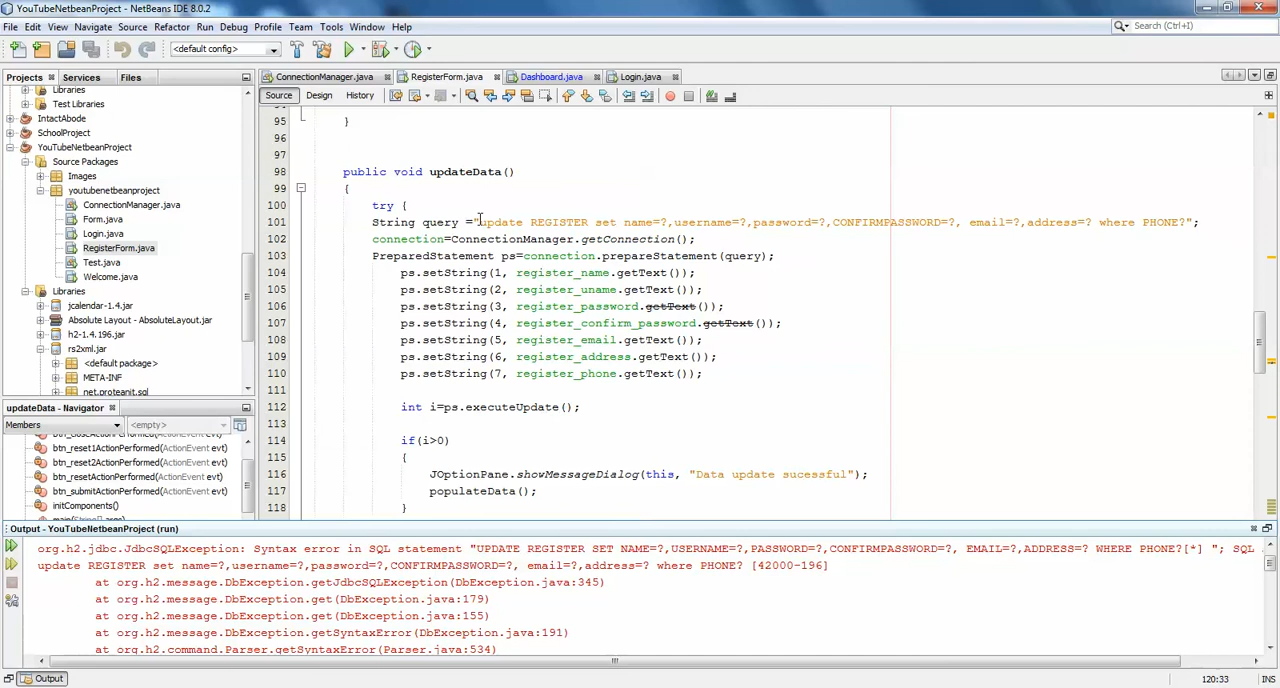 YouTubeNetbeanProject - NetBeans IDE 8.0.2
File Edit View Navigate Source Refactor Run Debug Profile Team Tools Window Help
Search (Ctrl+I)
<default config>
Projects Services Files
Libraries
Test Libraries
IntactAbode
SchoolProject
YouTubeNetbeanProject
Source Packages
Images
youtubenetbeanproject
ConnectionManager.java
Form.java
Login.java
RegisterForm.java
Test.java
Welcome.java
Libraries
jcalendar-1.4.jar
Absolute Layout - AbsoluteLayout.jar
h2-1.4.196.jar
rs2xml.jar
<default package>
META-INF
net.proteanit.sql
updateData - Navigator
Members <empty>
btn_reset1ActionPerformed(ActionEvent evt)
btn_reset2ActionPerformed(ActionEvent evt)
btn_resetActionPerformed(ActionEvent evt)
btn_submitActionPerformed(ActionEvent evt)
initComponents()
ConnectionManager.java RegisterForm.java Dashboard.java Login.java
Source Design History
95 }
96
97
98 public void updateData()
99 {
100 try {
101 String query ="update REGISTER set name=?,username=?,password=?,CONFIRMPASSWORD=?, email=?,address=? where PHONE?";
102 connection=ConnectionManager.getConnection();
103 PreparedStatement ps=connection.prepareStatement(query);
104 ps.setString(1, register_name.getText());
105 ps.setString(2, register_uname.getText());
106 ps.setString(3, register_password.getText());
107 ps.setString(4, register_confirm_password.getText());
108 ps.setString(5, register_email.getText());
109 ps.setString(6, register_address.getText());
110 ps.setString(7, register_phone.getText());
111
112 int i=ps.executeUpdate();
113
114 if(i>0)
115 {
116 JOptionPane.showMessageDialog(this, "Data update sucessful");
117 populateData();
118 }
Output - YouTubeNetbeanProject (run)
org.h2.jdbc.JdbcSQLException: Syntax error in SQL statement "UPDATE REGISTER SET NAME=?,USERNAME=?,PASSWORD=?,CONFIRMPASSWORD=?, EMAIL=?,ADDRESS=? WHERE PHONE?[*] "; SQL
update REGISTER set name=?,username=?,password=?,CONFIRMPASSWORD=?, email=?,address=? where PHONE? [42000-196]
at org.h2.message.DbException.getJdbcSQLException(DbException.java:345)
at org.h2.message.DbException.get(DbException.java:179)
at org.h2.message.DbException.get(DbException.java:155)
at org.h2.message.DbException.getSyntaxError(DbException.java:191)
at org.h2.command.Parser.getSyntaxError(Parser.java:534)
Output
120:33 INS